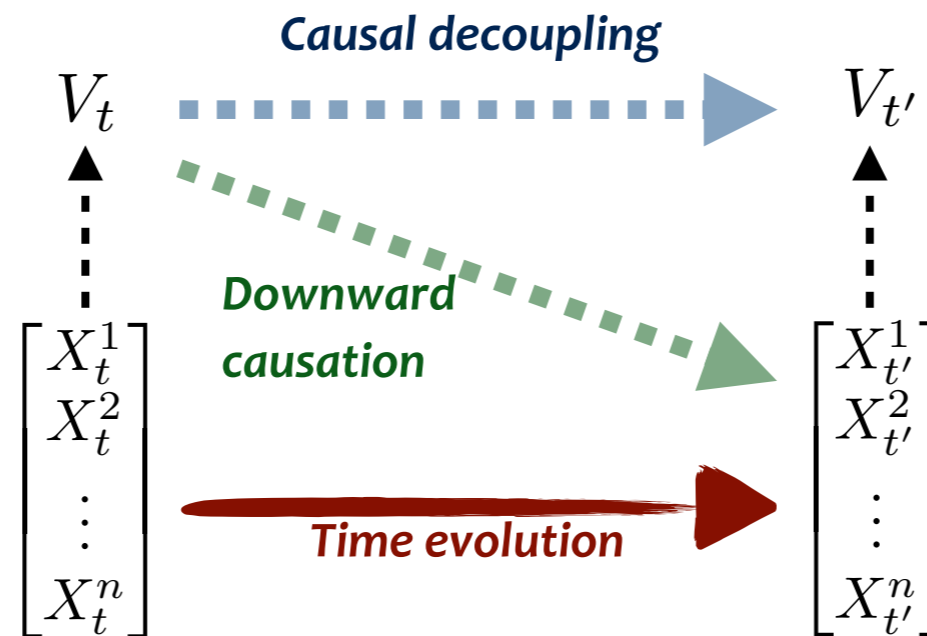 Causal decoupling
V_t
V_{t'}
Downward
causation
X_t^1
X_t^2
⋮
X_t^n
Time evolution
X_{t'}^1
X_{t'}^2
⋮
X_{t'}^n